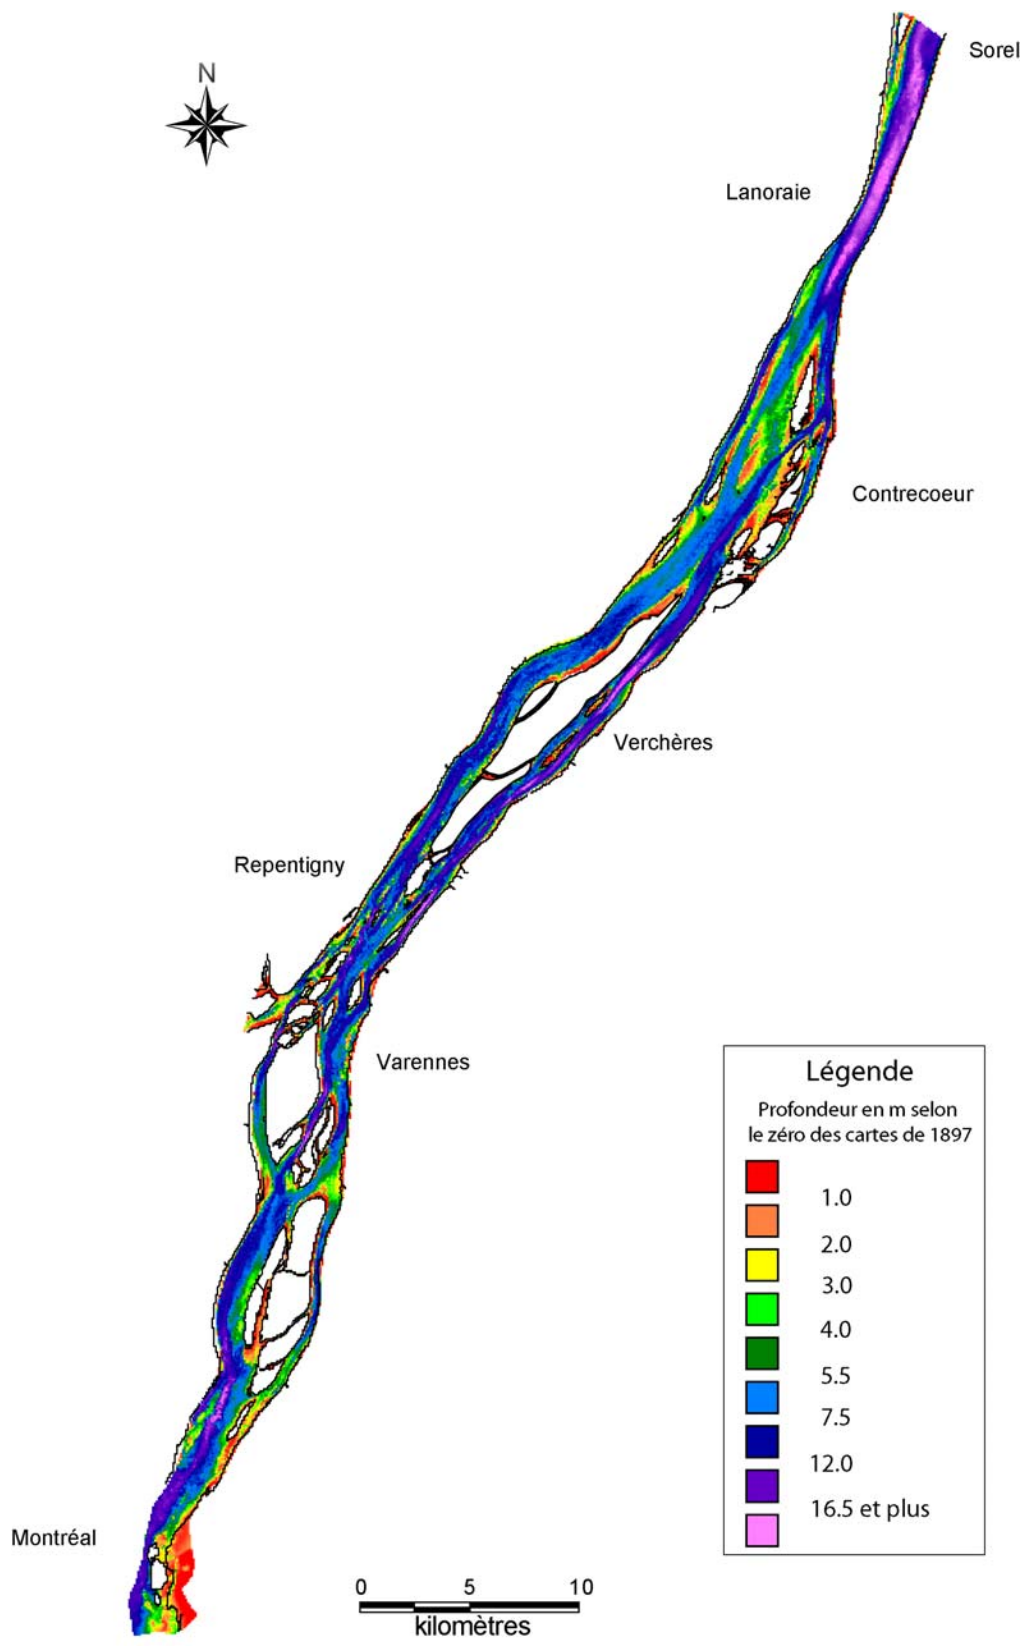 N
Sorel
Lanoraie
Contrecoeur
Verchères
Repentigny
Varennes
Montréal
Légende
Profondeur en m selon
le zéro des cartes de 1897
1.0
2.0
3.0
4.0
5.5
7.5
12.0
16.5 et plus
0 5 10
kilomètres